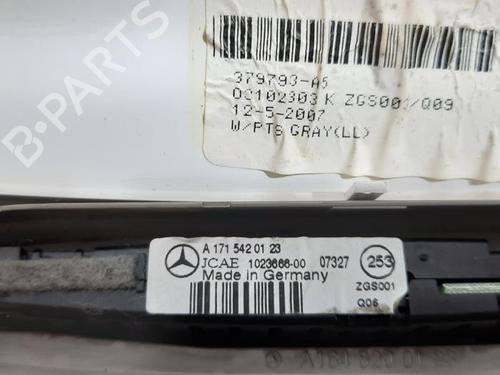 379793-A5
OC102303 K ZGS001/Q09
12-5-2007
W/PTS GRAY(LL)
A 171 542 01 23
JCAE 1023666-00 07327
Made in Germany
253
ZGS001
Q06
B-PARTS